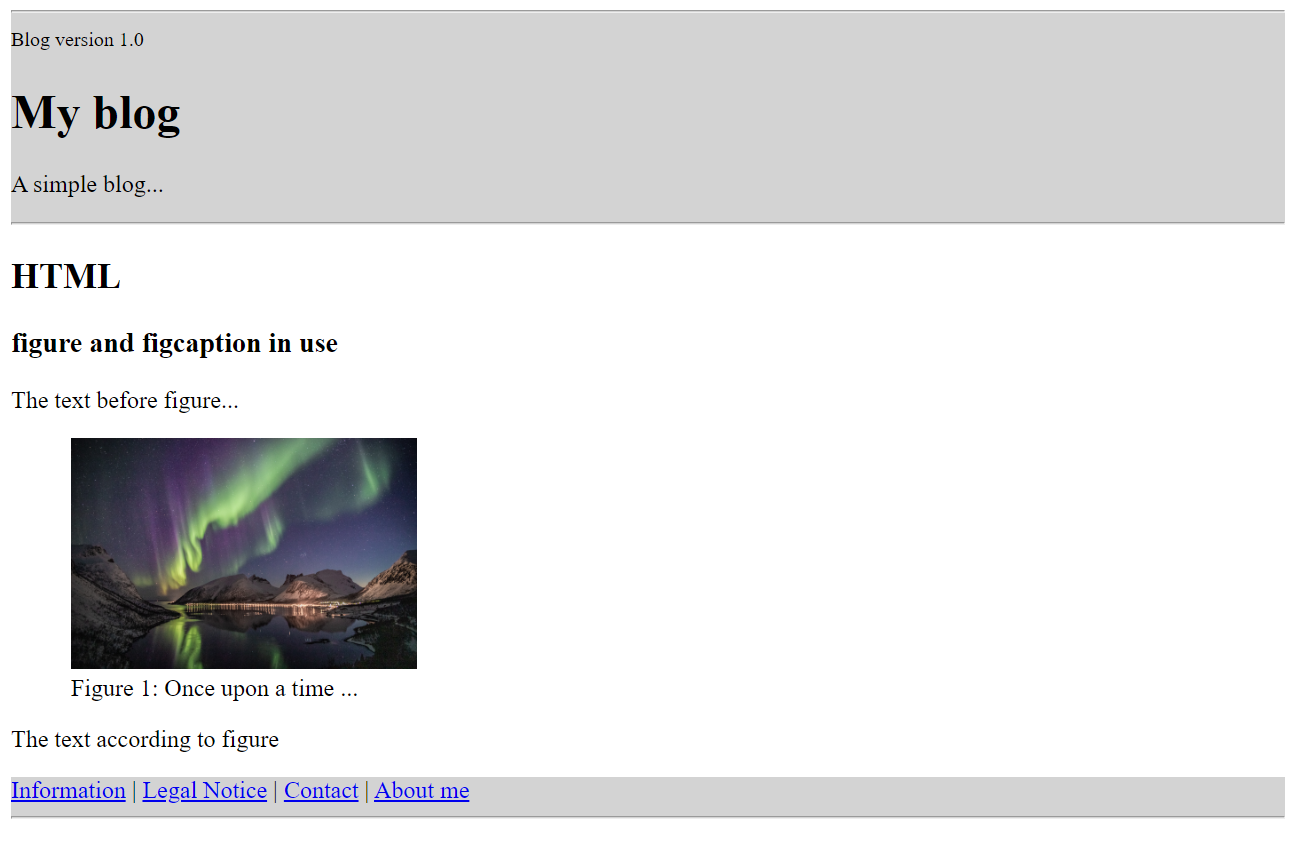 Blog version 1.0
My blog
A simple blog...
HTML
figure and figcaption in use
The text before figure...
Figure 1: Once upon a time ...
The text according to figure
Information | Legal Notice | Contact | About me